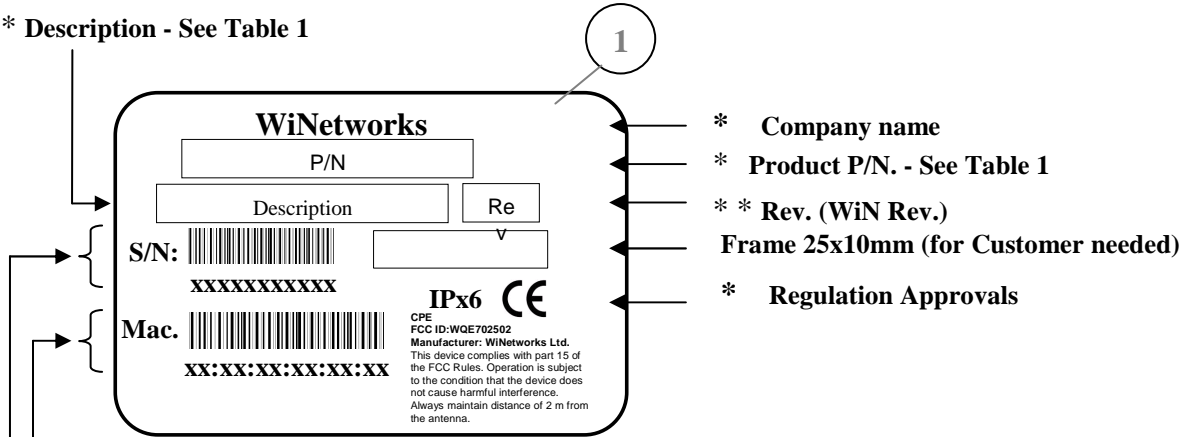 * Description - See Table 1
1
WiNetworks
P/N
Description
Re
v
S/N:
xxxxxxxxxxx
IPx6 CE
Mac.
xx:xx:xx:xx:xx:xx
CPE
FCC ID:WQE702502
Manufacturer: WiNetworks Ltd.
This device complies with part 15 of
the FCC Rules. Operation is subject
to the condition that the device does
not cause harmful interference.
Always maintain distance of 2 m from
the antenna.
* Company name
* Product P/N. - See Table 1
* * Rev. (WiN Rev.)
Frame 25x10mm (for Customer needed)
* Regulation Approvals